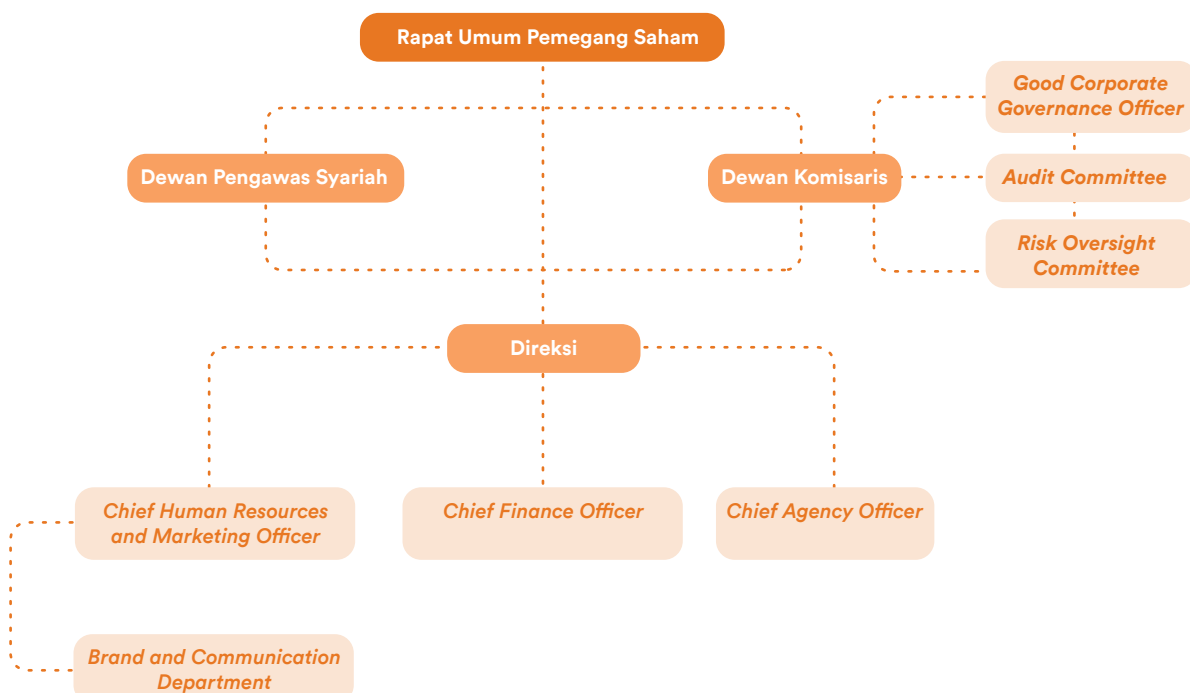 Rapat Umum Pemegang Saham
Good Corporate
Governance Officer
Dewan Pengawas Syariah
Dewan Komisaris
Audit Committee
Risk Oversight
Committee
Direksi
Chief Human Resources
and Marketing Officer
Chief Finance Officer
Chief Agency Officer
Brand and Communication
Department